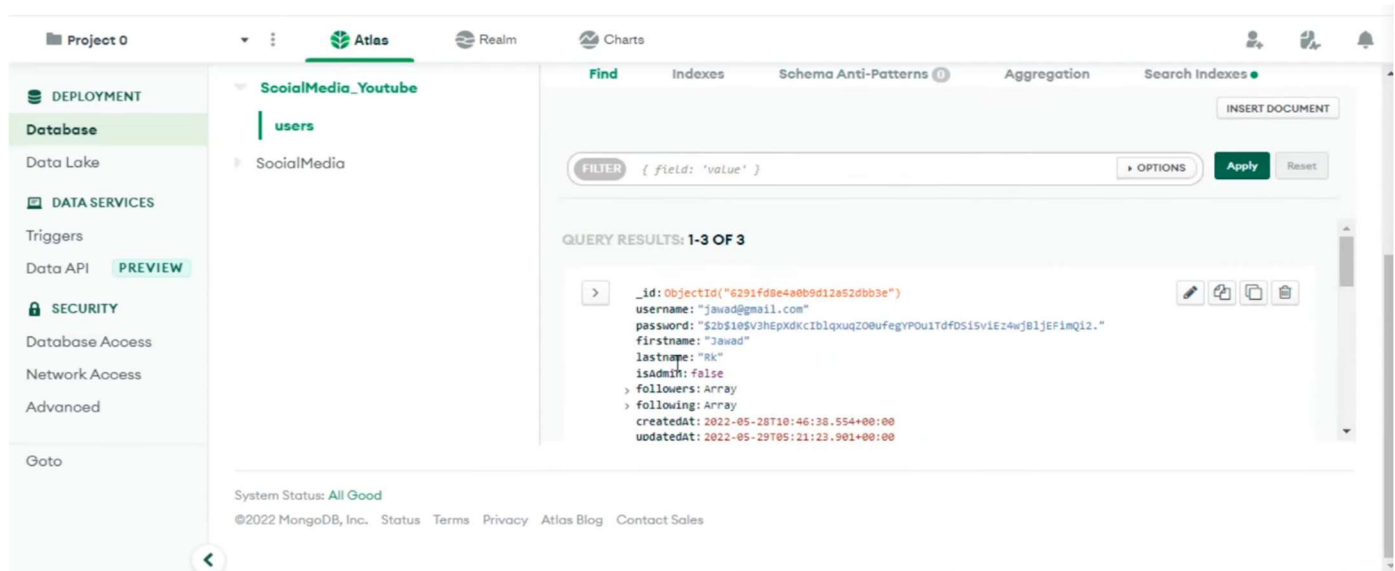 Project 0
Atlas
Realm
Charts
DEPLOYMENT
Database
Data Lake
DATA SERVICES
Triggers
Data API PREVIEW
SECURITY
Database Access
Network Access
Advanced
Goto
ScoialMedia_Youtube
users
SocialMedia
Find Indexes Schema Anti-Patterns 0 Aggregation Search Indexes
INSERT DOCUMENT
FILTER { field: 'value' } OPTIONS Apply Reset
QUERY RESULTS: 1-3 OF 3
_id: ObjectId("6291fd8e4a0b9d12a52dbb3e")
username: "jawad@gmail.com"
password: "$2b$10$V3hEpXdKcIblqxuqZO0ufegYPOu1TdfDSi5viEz4wjBljEFimQi2."
firstname: "Jawad"
lastname: "Rk"
isAdmin: false
followers: Array
following: Array
createdAt: 2022-05-28T10:46:38.554+00:00
updatedAt: 2022-05-29T05:21:23.901+00:00
System Status: All Good
©2022 MongoDB, Inc. Status Terms Privacy Atlas Blog Contact Sales